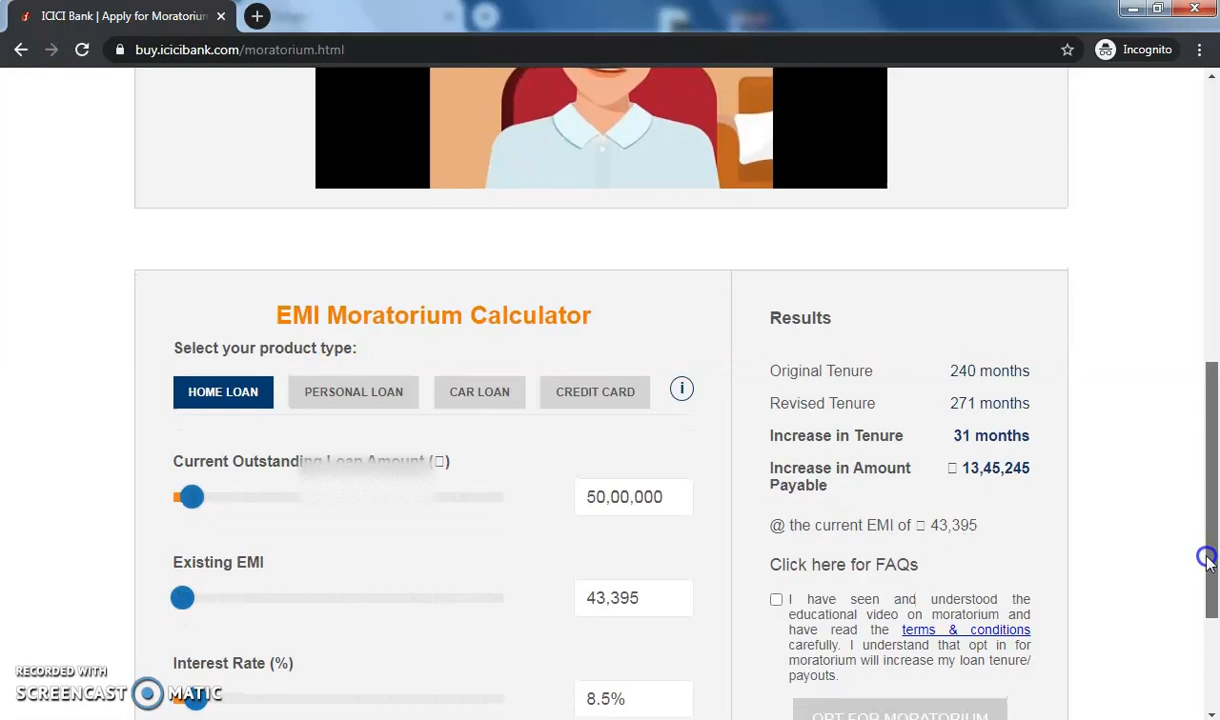 ICICI Bank | Apply for Moratorium
buy.icicibank.com/moratorium.html
Incognito
EMI Moratorium Calculator
Select your product type:
HOME LOAN PERSONAL LOAN CAR LOAN CREDIT CARD i
Current Outstanding Loan Amount (▯)
50,00,000
Existing EMI
43,395
Interest Rate (%)
8.5%
Results
Original Tenure 240 months
Revised Tenure 271 months
Increase in Tenure 31 months
Increase in Amount ▯ 13,45,245
Payable
@ the current EMI of ▯ 43,395
Click here for FAQs
I have seen and understood the
educational video on moratorium and
have read the terms & conditions
carefully. I understand that opt in for
moratorium will increase my loan tenure/
payouts.
OPT FOR MORATORIUM
RECORDED WITH
SCREENCAST MATIC